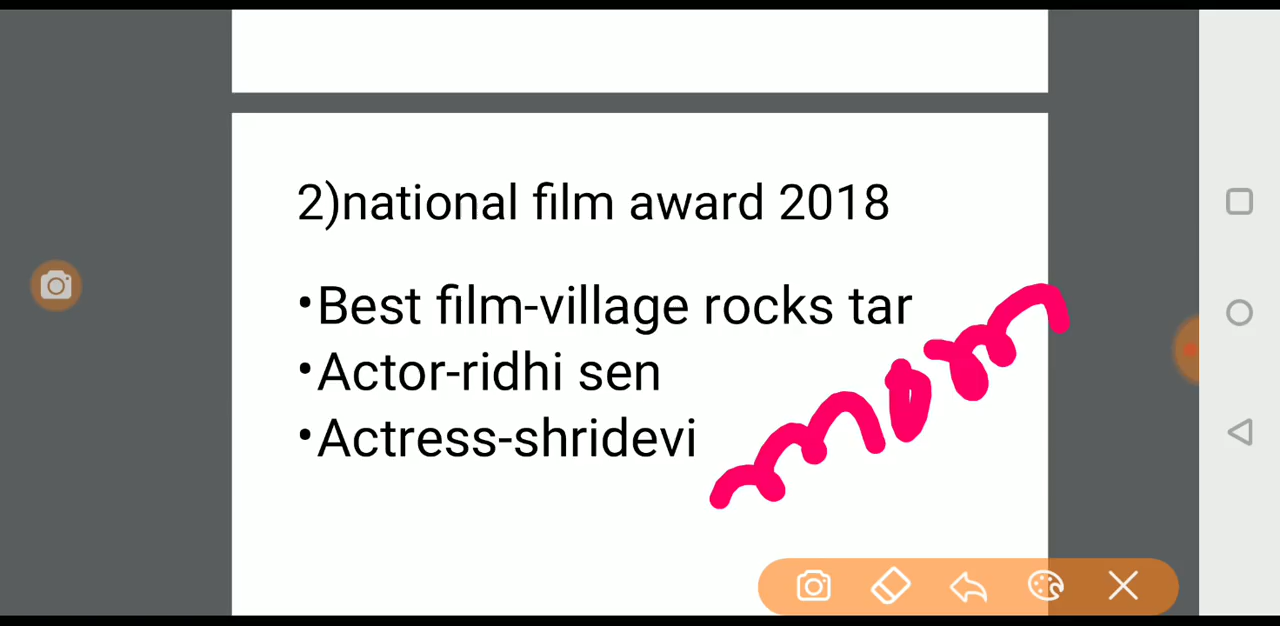 2)national film award 2018
•Best film-village rocks tar
•Actor-ridhi sen
•Actress-shridevi
mom